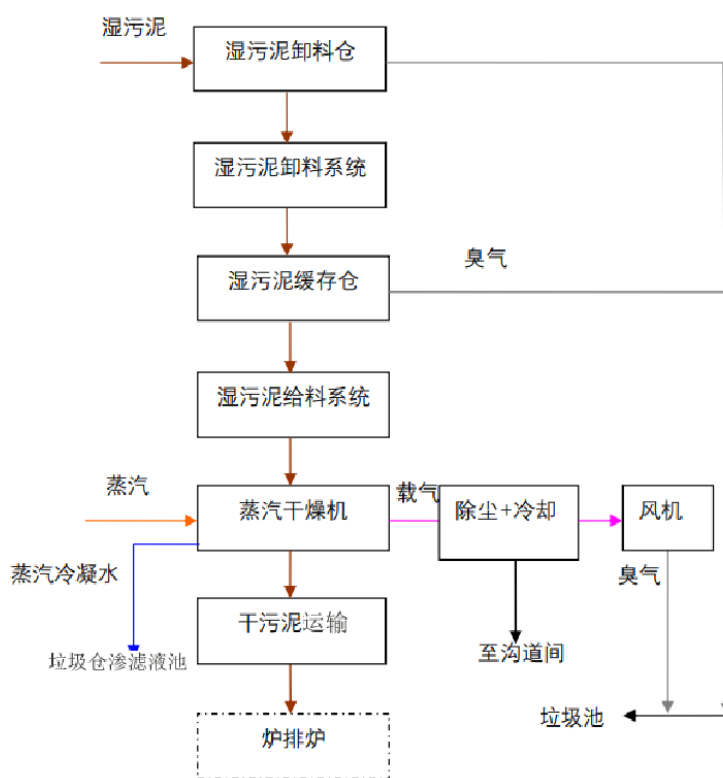 湿污泥
湿污泥卸料仓
湿污泥卸料系统
臭气
湿污泥缓存仓
湿污泥给料系统
蒸汽
蒸汽干燥机
载气
除尘+冷却
风机
蒸汽冷凝水
臭气
干污泥运输
垃圾仓渗滤液池
至沟道间
炉排炉
垃圾池